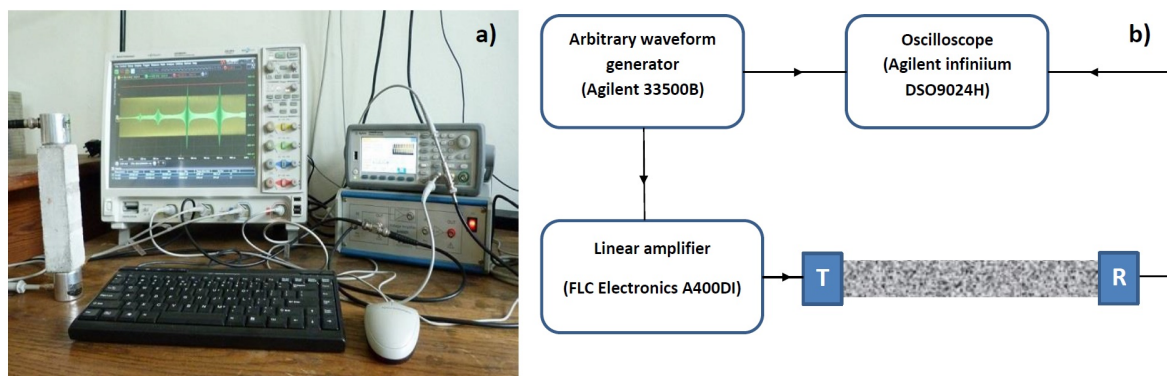 a)
Arbitrary waveform
generator
(Agilent 33500B)
Oscilloscope
(Agilent infiniium
DSO9024H)
b)
Linear amplifier
(FLC Electronics A400DI)
T
R